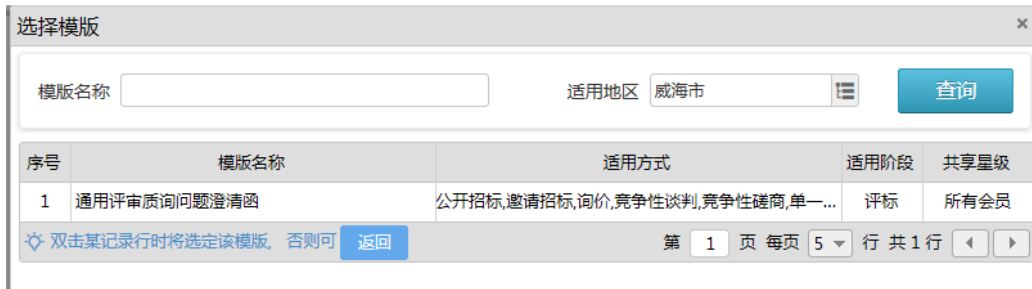 选择模版 ×
模版名称 适用地区 威海市 查询
序号 模版名称 适用方式 适用阶段 共享星级
1 通用评审质询问题澄清函 公开招标,邀请招标,询价,竞争性谈判,竞争性磋商,单一... 评标 所有会员
双击某记录行时将选定该模版, 否则可 返回 第 1 页 每页 5 行 共1行